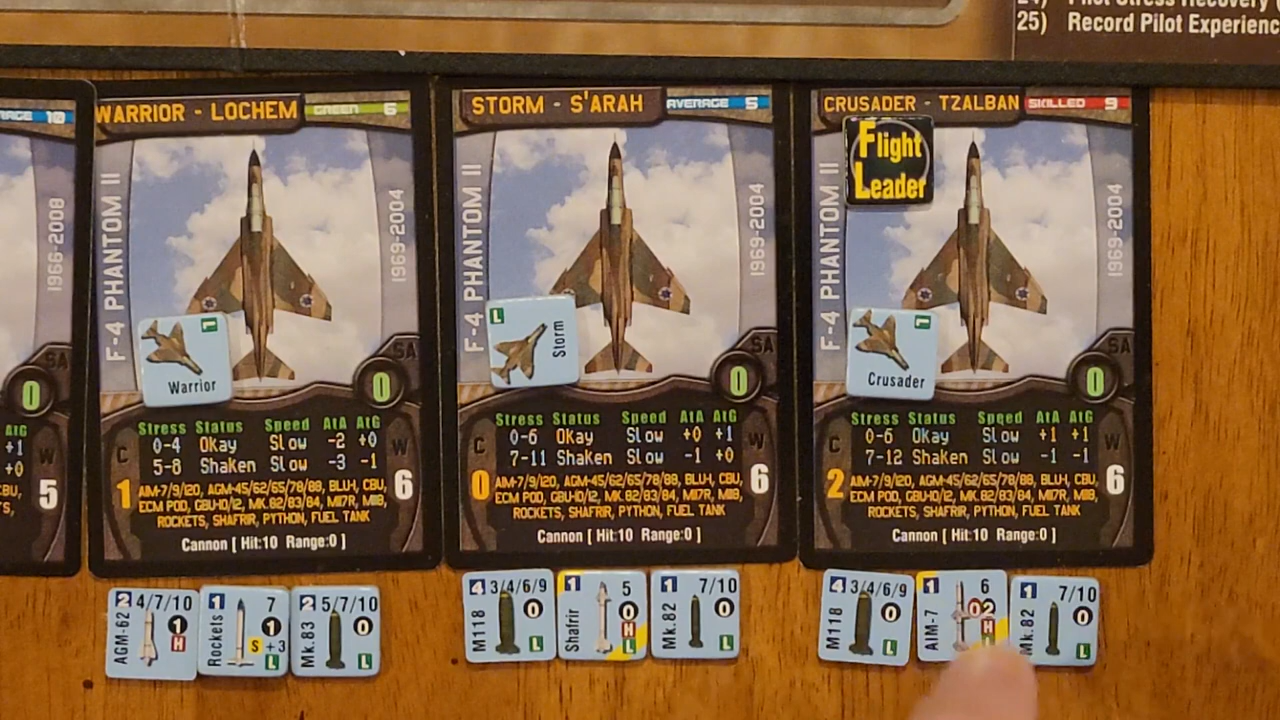 24) Pilot Stress Recovery (
25) Record Pilot Experienc
RAGE 10
1966-2008
SA
0
AtG
+1
+0
W
5
WARRIOR - LOCHEM GREEN 6
F-4 PHANTOM II
1969-2004
1
Warrior
SA
0
Stress Status Speed AtA AtG
0-4 Okay Slow -2 +0
5-8 Shaken Slow -3 -1
C
W
1
6
AIM-7/9/120, AGM-45/62/65/78/88, BLU-1, CBU,
ECM POD, GBU-10/12, MK.82/83/84, M117R, M118,
ROCKETS, SHAFRIR, PYTHON, FUEL TANK
Cannon [ Hit:10 Range:0 ]
STORM - S'ARAH AVERAGE 5
F-4 PHANTOM II
1969-2004
L
Storm
SA
0
Stress Status Speed AtA AtG
0-6 Okay Slow +0 +1
7-11 Shaken Slow -1 +0
C
W
0
6
AIM-7/9/120, AGM-45/62/65/78/88, BLU-1, CBU,
ECM POD, GBU-10/12, MK.82/83/84, M117R, M118,
ROCKETS, SHAFRIR, PYTHON, FUEL TANK
Cannon [ Hit:10 Range:0 ]
CRUSADER - TZALBAN SKILLED 9
Flight
Leader
F-4 PHANTOM II
1969-2004
Crusader
SA
0
Stress Status Speed AtA AtG
0-6 Okay Slow +1 +1
7-12 Shaken Slow -1 -1
C
W
2
6
AIM-7/9/120, AGM-45/62/65/78/88, BLU-1, CBU,
ECM POD, GBU-10/12, MK.82/83/84, M117R, M118,
ROCKETS, SHAFRIR, PYTHON, FUEL TANK
Cannon [ Hit:10 Range:0 ]
2 4/7/10
AGM-62
1
H
1 7
Rockets
1
S +3
L
2 5/7/10
Mk.83
0
L
4 3/4/6/9
M118
0
L
1 5
Shafrir
0
H
L
1 7/10
Mk.82
0
L
4 3/4/6/9
M118
0
L
1 6
AIM-7
02
H
1 7/10
Mk.82
0
L